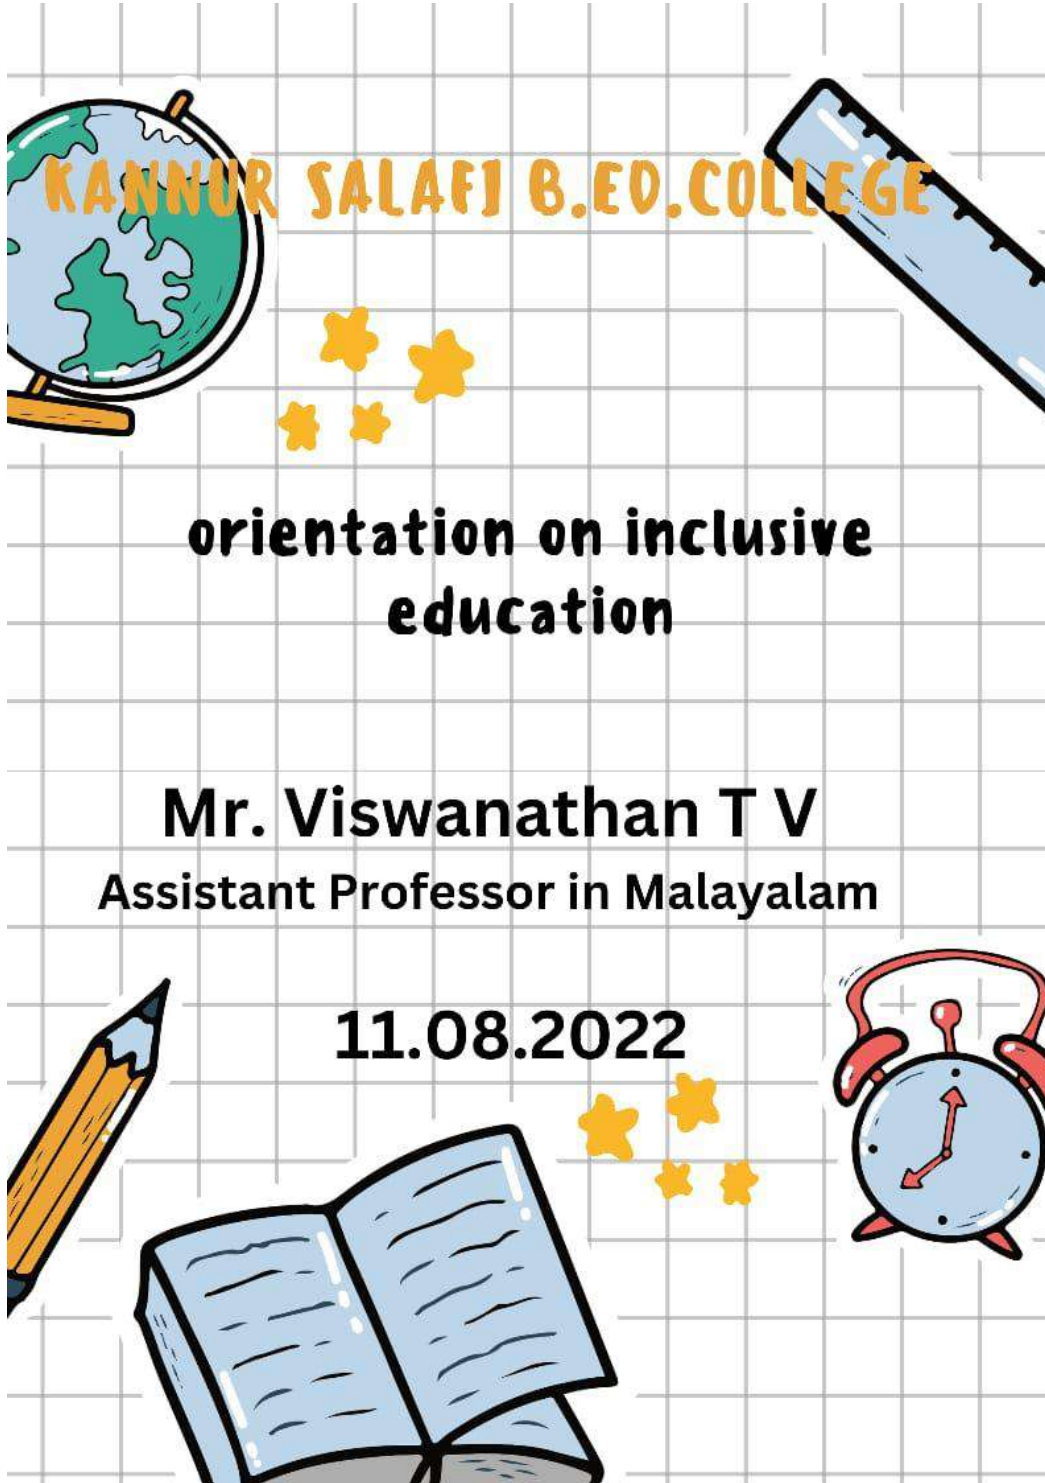 KANNUR SALAFI B.ED.COLLEGE
orientation on inclusive
education
Mr. Viswanathan T V
Assistant Professor in Malayalam
11.08.2022